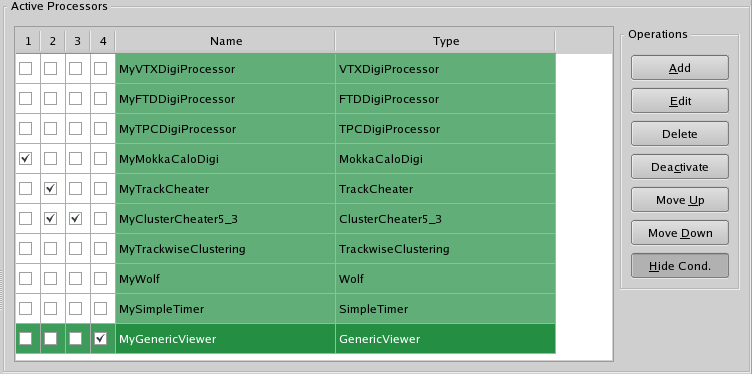 Active Processors
1 2 3 4 Name Type
MyVTXDigiProcessor VTXDigiProcessor
MyFTDDigiProcessor FTDDigiProcessor
MyTPCDigiProcessor TPCDigiProcessor
MyMokkaCaloDigi MokkaCaloDigi
MyTrackCheater TrackCheater
MyClusterCheater5_3 ClusterCheater5_3
MyTrackwiseClustering TrackwiseClustering
MyWolf Wolf
MySimpleTimer SimpleTimer
MyGenericViewer GenericViewer
Operations
Add
Edit
Delete
Deactivate
Move Up
Move Down
Hide Cond.